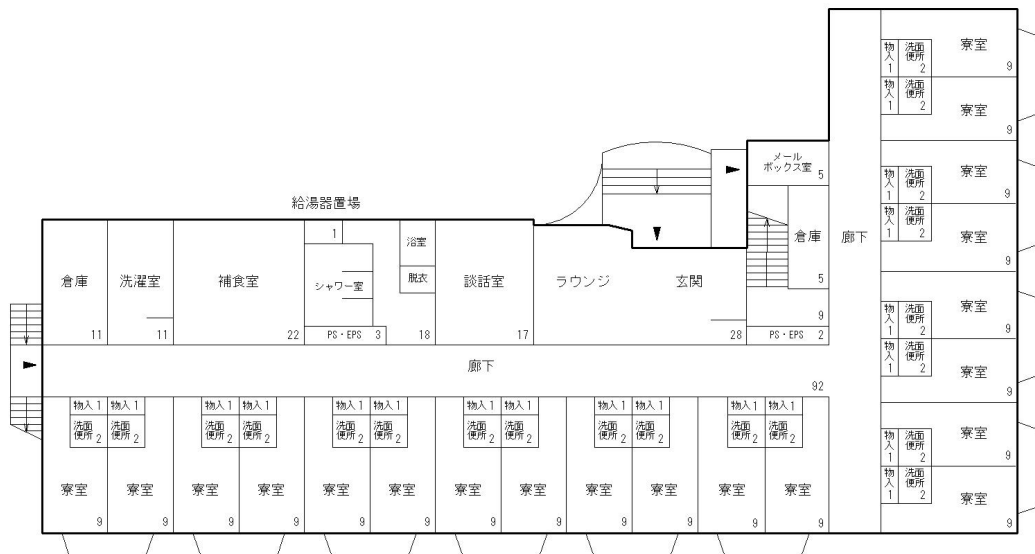 物入
1
洗面
便所
2
寮室
9
物入
1
洗面
便所
2
寮室
9
メール
ボックス室
5
物入
1
洗面
便所
2
寮室
9
物入
1
洗面
便所
2
寮室
9
給湯器置場
1
浴室
倉庫
11
洗濯室
11
補食室
22
シャワー室
脱衣
18
PS・EPS 3
談話室
17
ラウンジ
玄関
28
倉庫
5
9
PS・EPS 2
廊下
物入
1
洗面
便所
2
寮室
9
物入
1
洗面
便所
2
寮室
9
廊下
92
物入
1
洗面
便所
2
寮室
9
物入
1
洗面
便所
2
寮室
9
物入 1 物入 1 物入 1 物入 1 物入 1 物入 1 物入 1 物入 1 物入 1 物入 1 物入 1 物入 1
洗面 洗面 洗面 洗面 洗面 洗面 洗面 洗面 洗面 洗面 洗面 洗面
便所 2 便所 2 便所 2 便所 2 便所 2 便所 2 便所 2 便所 2 便所 2 便所 2 便所 2 便所 2
寮室 寮室 寮室 寮室 寮室 寮室 寮室 寮室 寮室 寮室 寮室 寮室
9 9 9 9 9 9 9 9 9 9 9 9